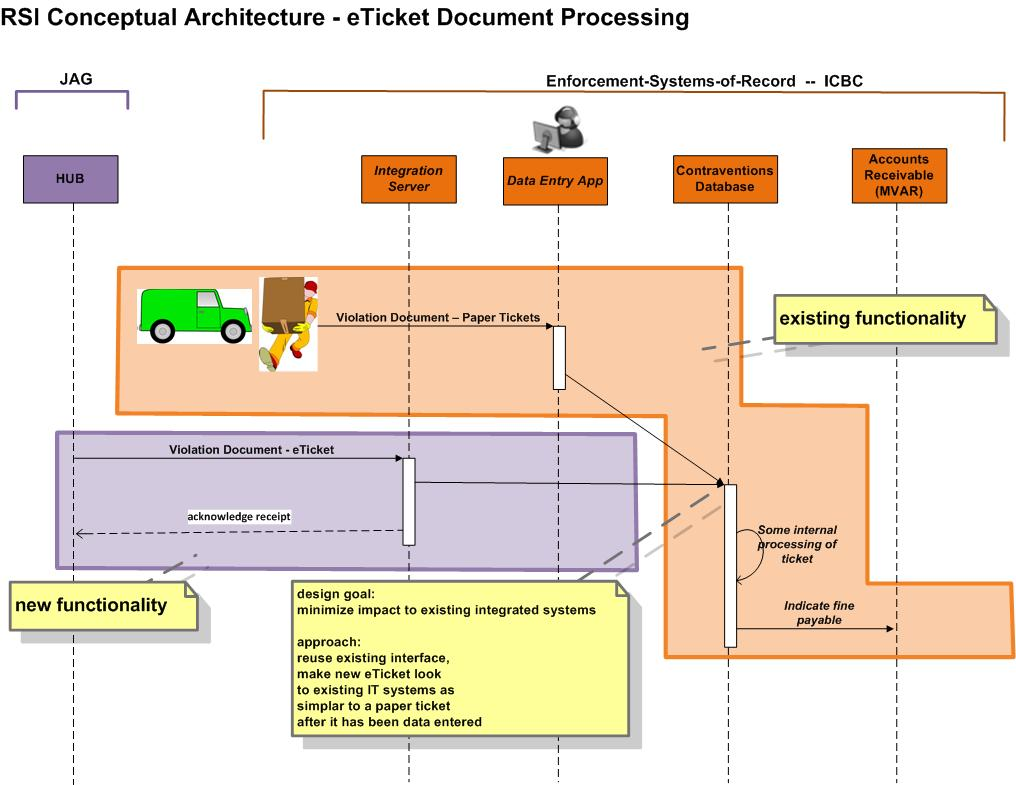 RSI Conceptual Architecture - eTicket Document Processing
JAG
Enforcement-Systems-of-Record -- ICBC
HUB
Integration
Server
Data Entry App
Contraventions
Database
Accounts
Receivable
(MVAR)
Violation Document – Paper Tickets
existing functionality
Violation Document - eTicket
acknowledge receipt
Some internal
processing of
ticket
new functionality
design goal:
minimize impact to existing integrated systems
approach:
reuse existing interface,
make new eTicket look
to existing IT systems as
simplar to a paper ticket
after it has been data entered
Indicate fine
payable